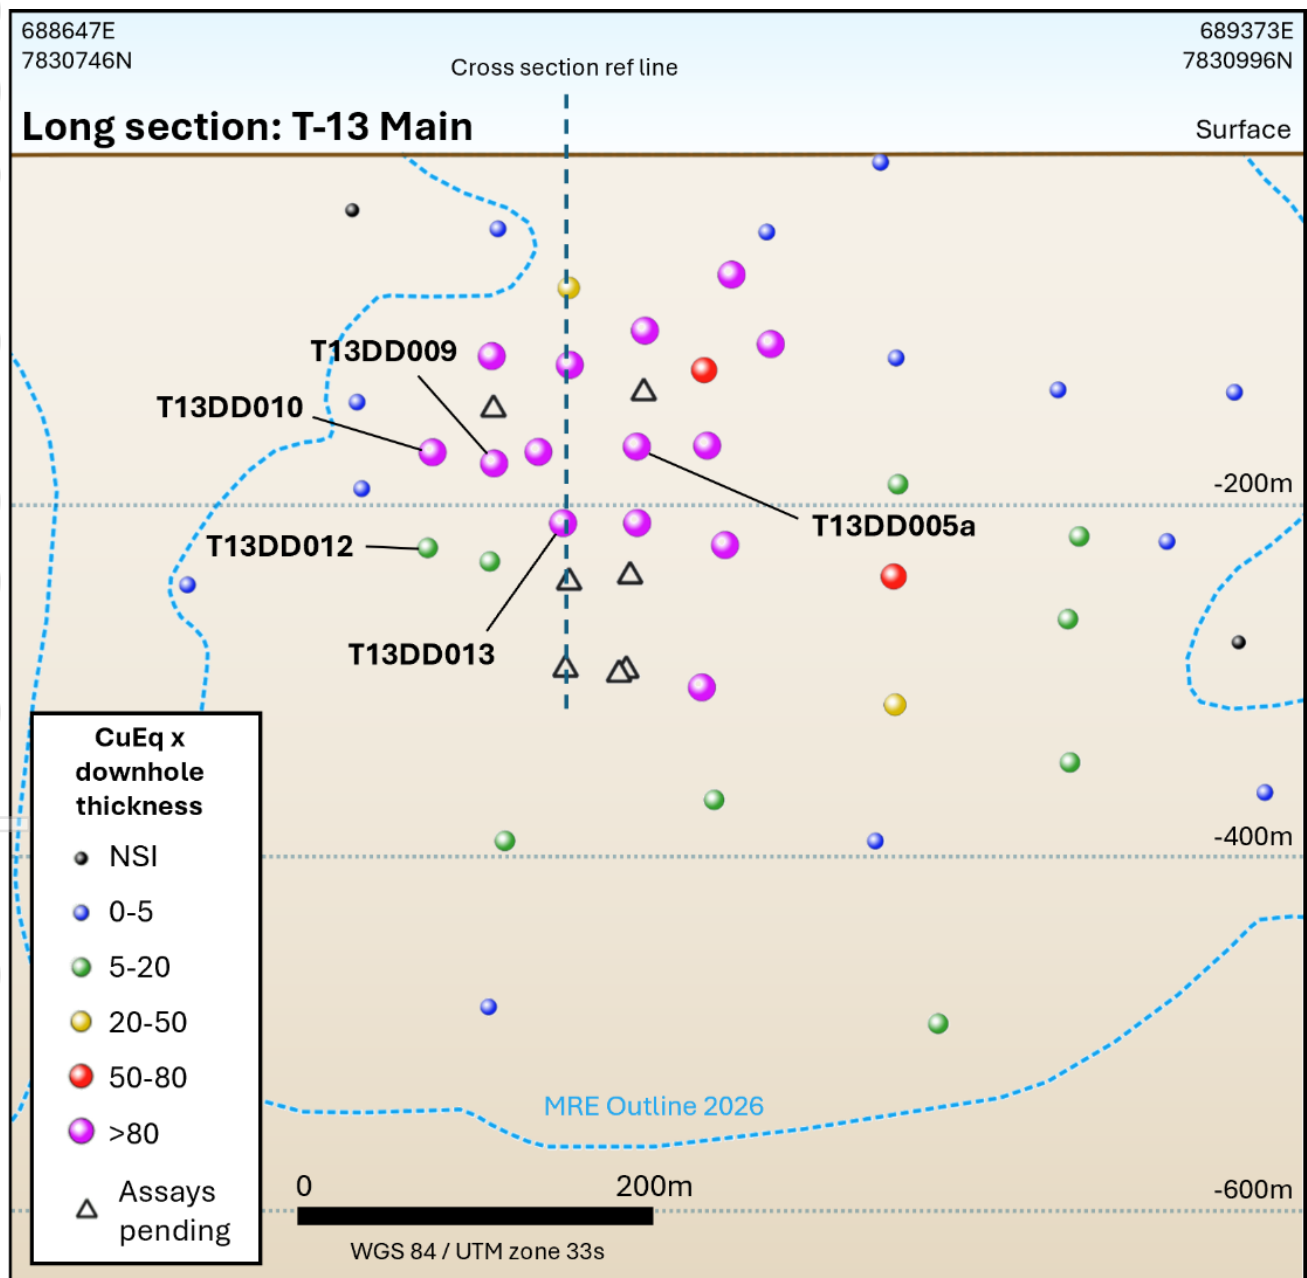 688647E
7830746N
689373E
7830996N
Cross section ref line
Long section: T-13 Main
Surface
T13DD009
T13DD010
-200m
T13DD005a
T13DD012
T13DD013
CuEq x
downhole
thickness
NSI
0-5
5-20
20-50
50-80
>80
Assays
pending
-400m
MRE Outline 2026
0
200m
-600m
WGS 84 / UTM zone 33s